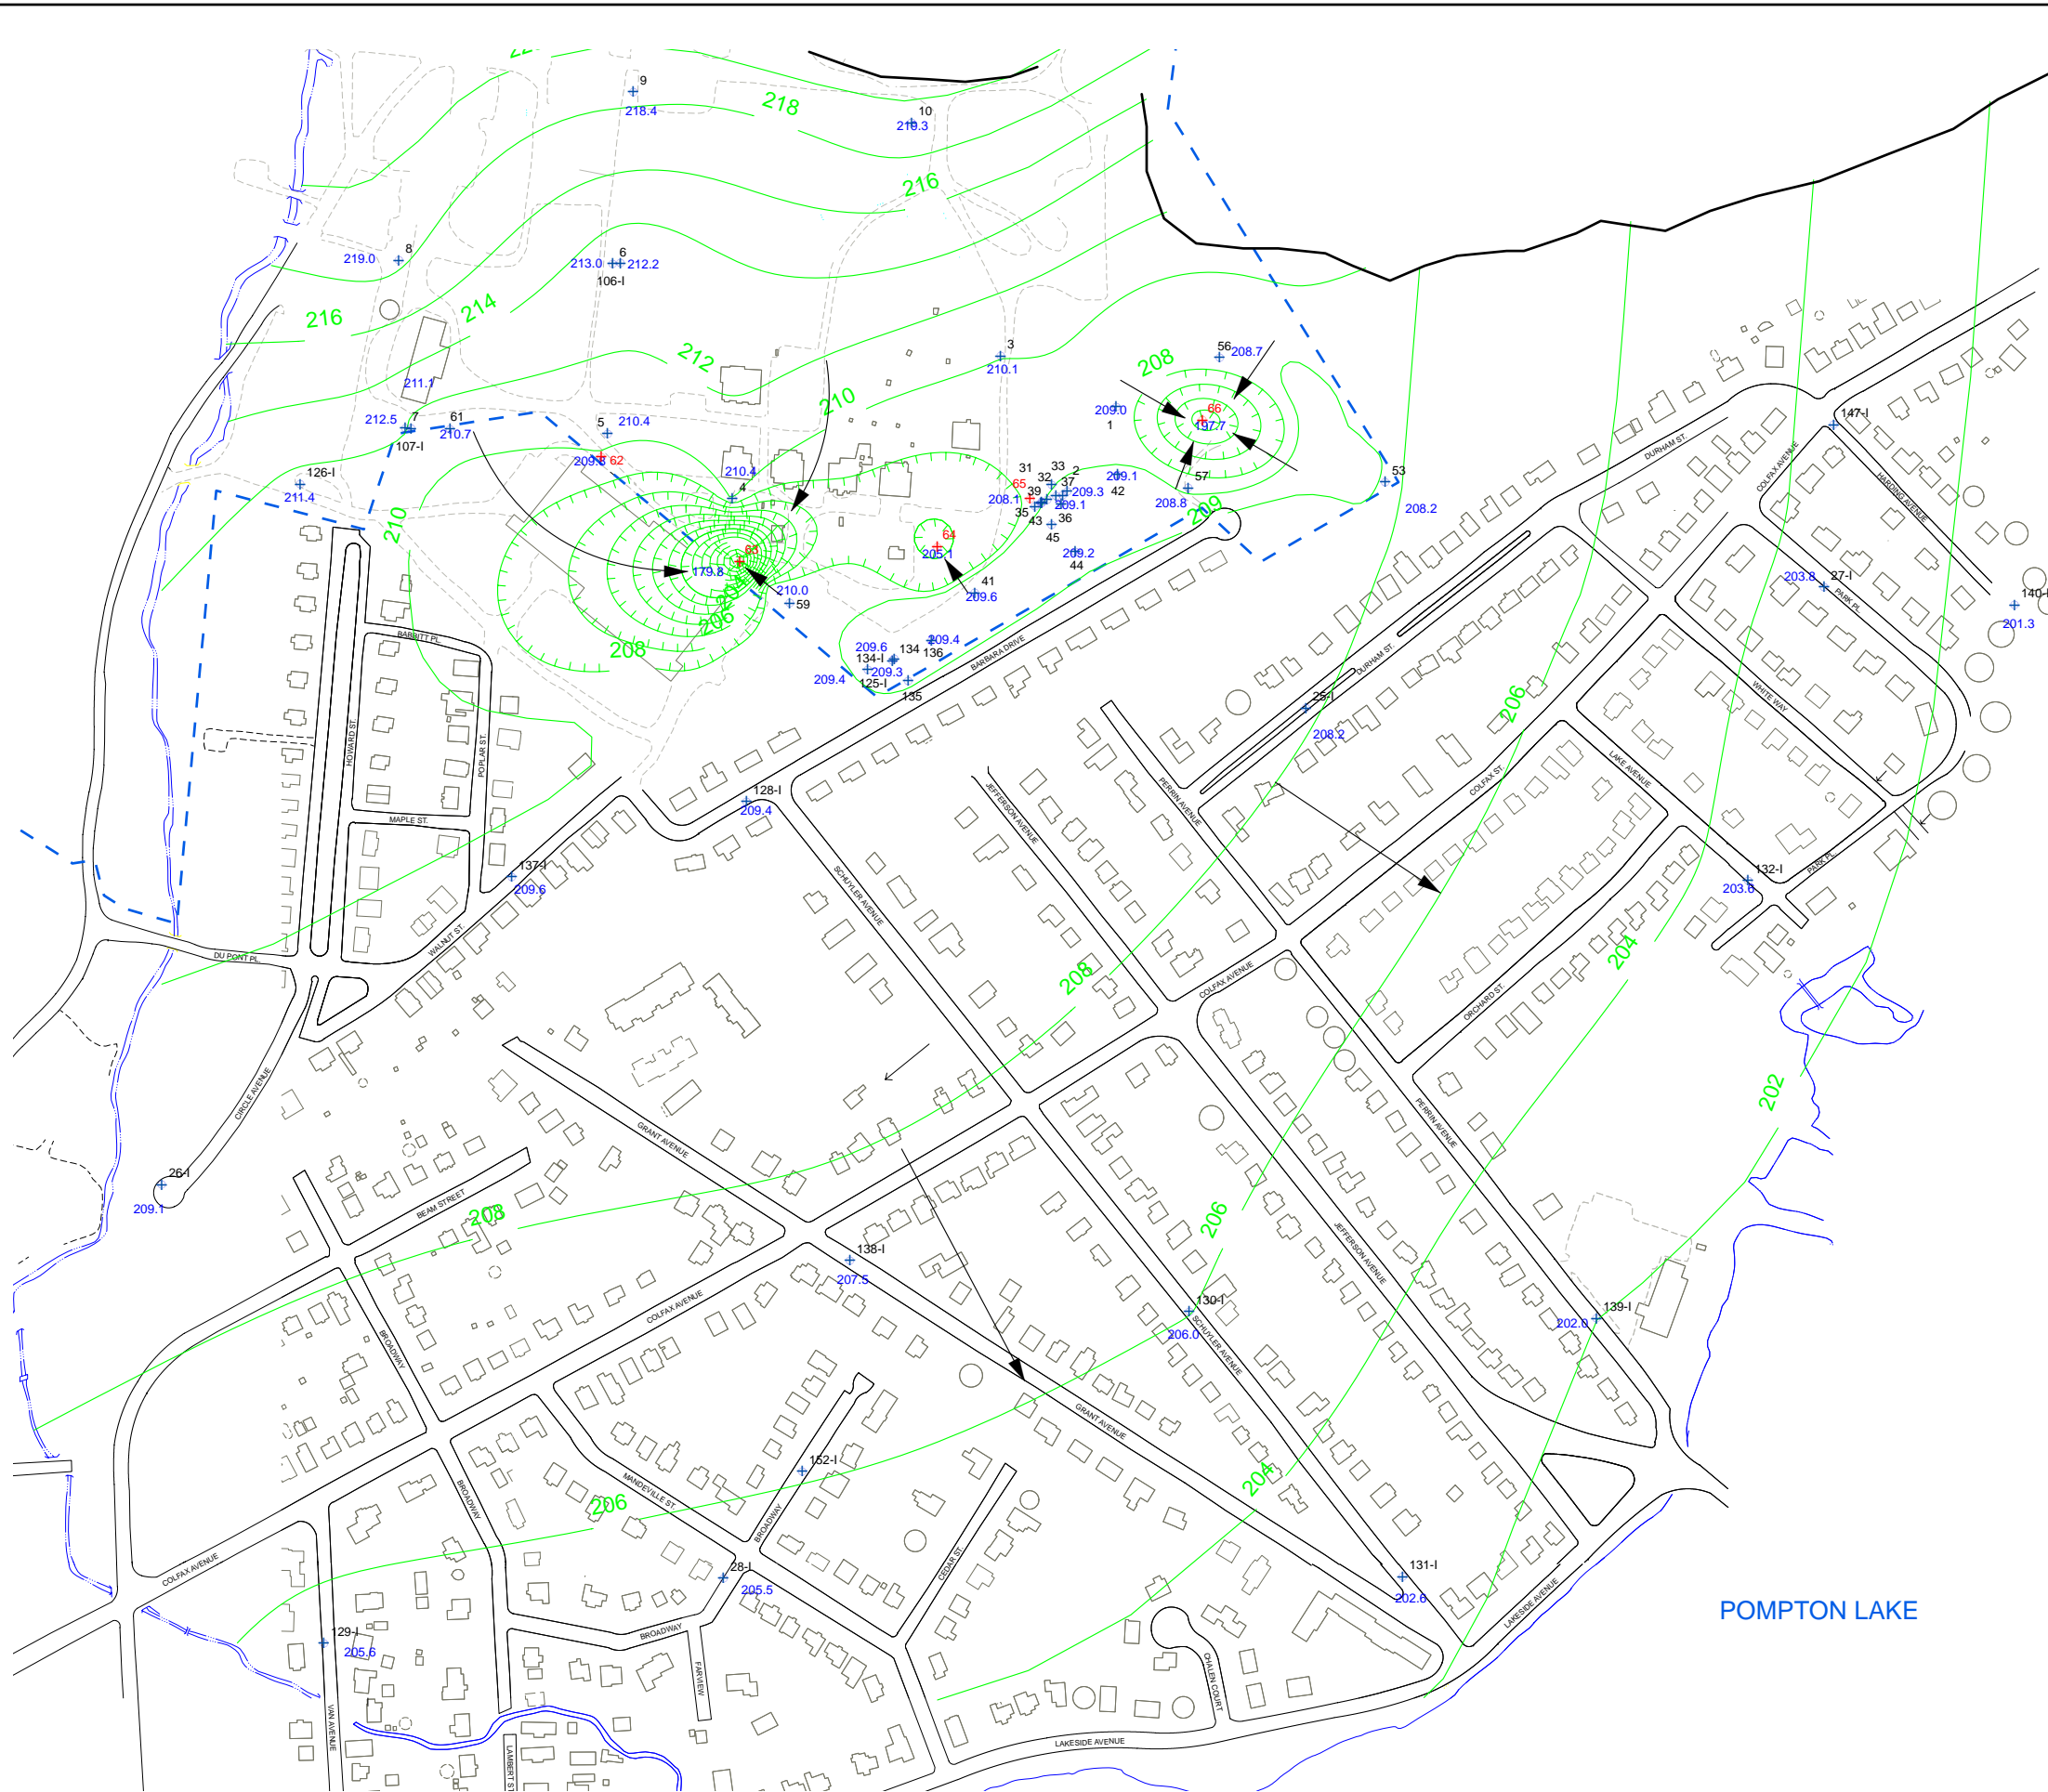 9
218.4
218
10
219.3
216
8
219.0
6
213.0
212.2
106-I
216
214
212
210
3
210.1
208
56
208.7
66
197.7
209.0
1
211.1
212.5
7
107-I
61
210.7
5
210.4
209.8
62
126-I
211.4
210
210.4
4
63
179.8
206
208
210.0
59
64
205.1
41
209.6
31
65
208.1
32
33
2
39
37
209.3
209.1
35
43
36
45
209.2
44
209.1
42
57
208.8
209
53
208.2
209.6
134-I
134
136
209.4
209.4
209.3
125-I
135
BARBARA DRIVE
DURHAM ST.
COLFAX AVENUE
147-I
HARDING AVENUE
203.8
27-I
PARK PL.
140-I
201.3
BABBITT PL.
HOWARD ST.
POPLAR ST.
MAPLE ST.
WALNUT ST.
DU PONT PL.
CIRCLE AVENUE
137-I
209.6
128-I
209.4
SCHUYLER AVENUE
JEFFERSON AVENUE
PERRIN AVENUE
DURHAM ST.
25-I
208.2
206
WHITE WAY
LAKE AVENUE
COLFAX ST.
132-I
203.6
PARK PL.
204
ORCHARD ST.
208
COLFAX AVENUE
202
26-I
209.1
GRANT AVENUE
BEAM STREET
208
138-I
207.5
206
130-I
206.0
SCHUYLER AVENUE
JEFFERSON AVENUE
PERRIN AVENUE
139-I
202.0
BROADWAY
COLFAX AVENUE
GRANT AVENUE
204
152-I
MANDEVILLE ST.
BROADWAY
BROADWAY
206
28-I
205.5
CEDAR ST.
131-I
202.6
LAKESIDE AVENUE
POMPTON LAKE
COLFAX AVENUE
129-I
205.6
BROADWAY
FARVIEW
VAN AVENUE
LAMBERT ST
CHALEN COURT
LAKESIDE AVENUE